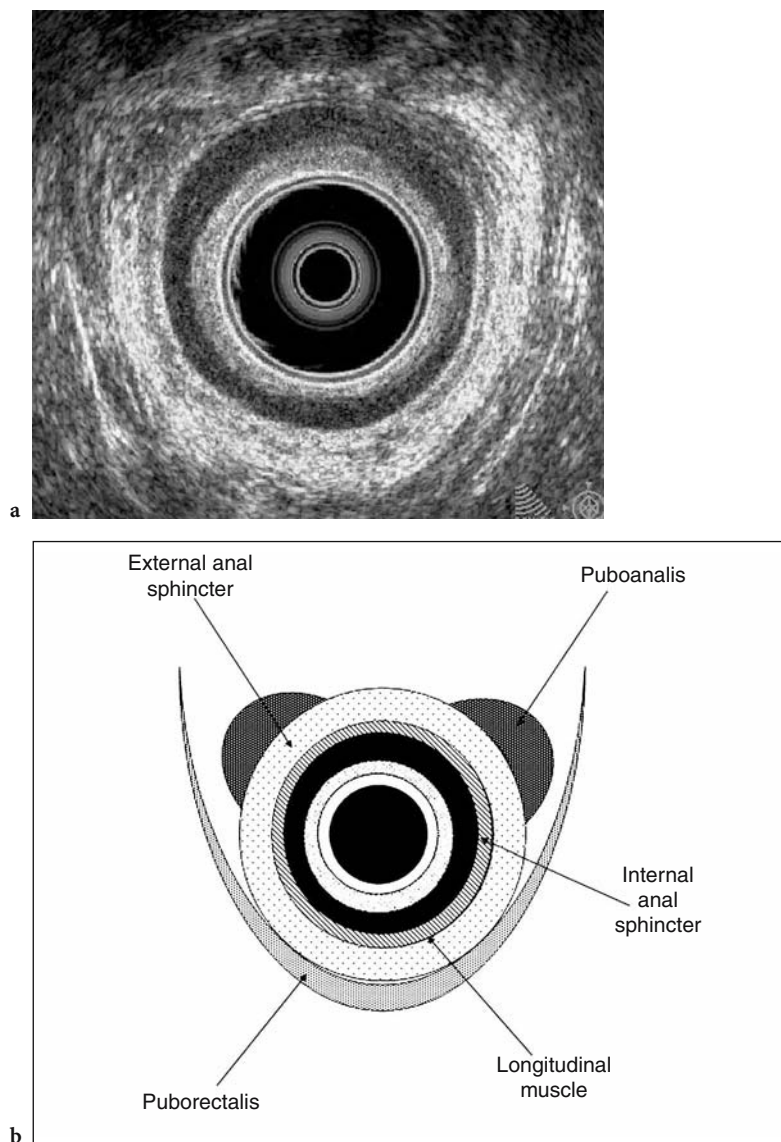 a
External anal
sphincter
Puboanalis
Internal
anal
sphincter
Longitudinal
muscle
Puborectalis
b